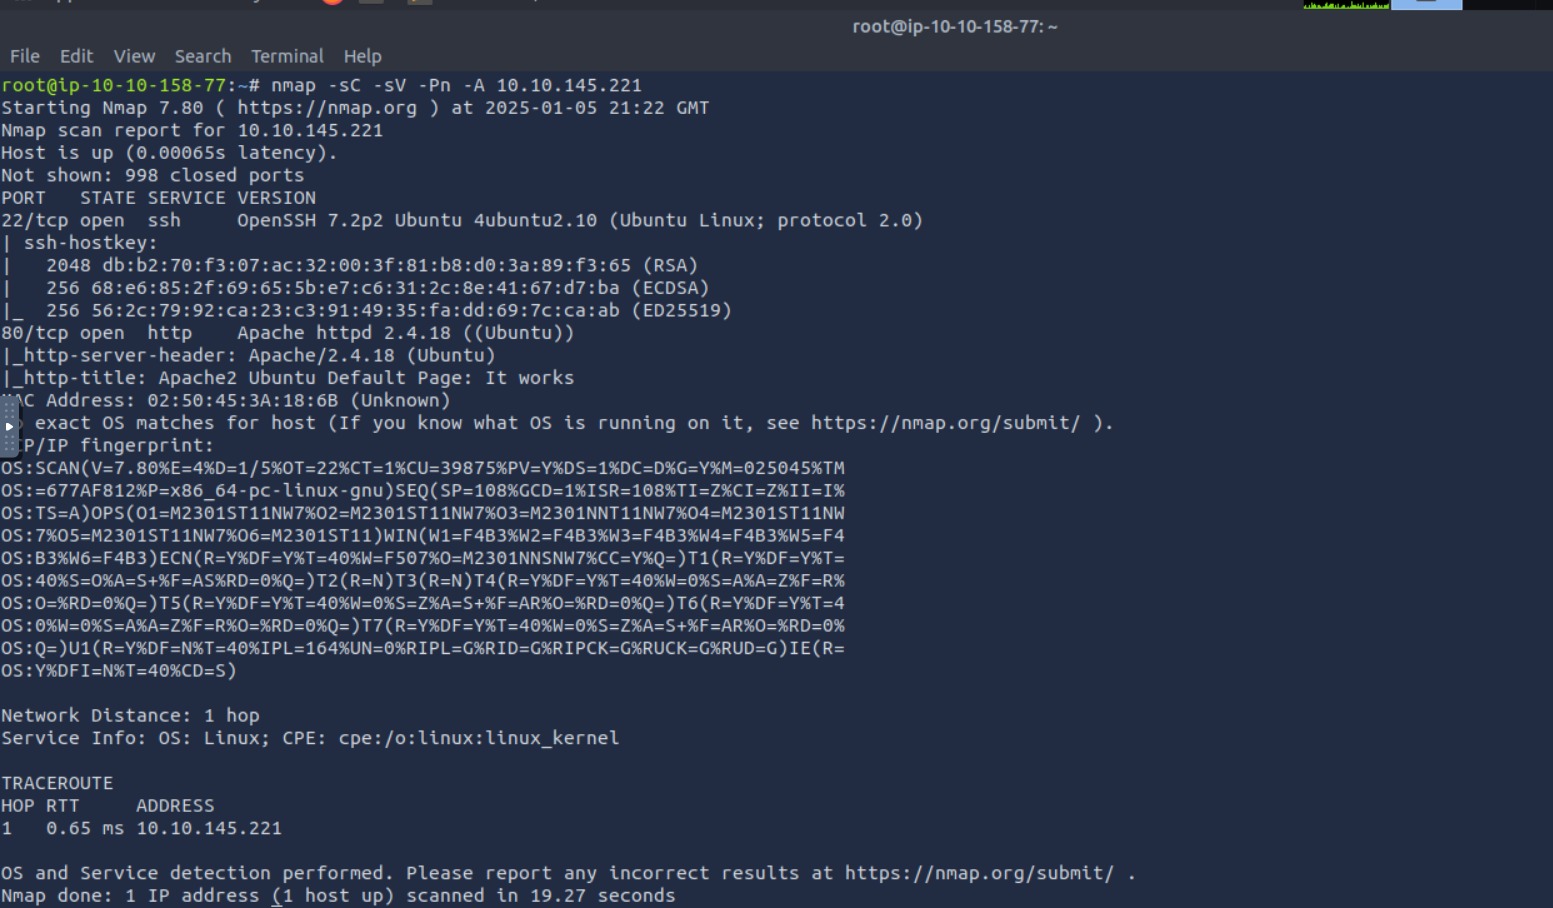 root@ip-10-10-158-77: ~
File Edit View Search Terminal Help
root@ip-10-10-158-77:~# nmap -sC -sV -Pn -A 10.10.145.221
Starting Nmap 7.80 ( https://nmap.org ) at 2025-01-05 21:22 GMT
Nmap scan report for 10.10.145.221
Host is up (0.00065s latency).
Not shown: 998 closed ports
PORT   STATE SERVICE VERSION
22/tcp open  ssh     OpenSSH 7.2p2 Ubuntu 4ubuntu2.10 (Ubuntu Linux; protocol 2.0)
| ssh-hostkey:
|   2048 db:b2:70:f3:07:ac:32:00:3f:81:b8:d0:3a:89:f3:65 (RSA)
|   256 68:e6:85:2f:69:65:5b:e7:c6:31:2c:8e:41:67:d7:ba (ECDSA)
|_  256 56:2c:79:92:ca:23:c3:91:49:35:fa:dd:69:7c:ca:ab (ED25519)
80/tcp open  http    Apache httpd 2.4.18 ((Ubuntu))
|_http-server-header: Apache/2.4.18 (Ubuntu)
|_http-title: Apache2 Ubuntu Default Page: It works
AC Address: 02:50:45:3A:18:6B (Unknown)
exact OS matches for host (If you know what OS is running on it, see https://nmap.org/submit/ ).
P/IP fingerprint:
OS:SCAN(V=7.80%E=4%D=1/5%OT=22%CT=1%CU=39875%PV=Y%DS=1%DC=D%G=Y%M=025045%TM
OS:=677AF812%P=x86_64-pc-linux-gnu)SEQ(SP=108%GCD=1%ISR=108%TI=Z%CI=Z%II=I%
OS:TS=A)OPS(O1=M2301ST11NW7%O2=M2301ST11NW7%O3=M2301NNT11NW7%O4=M2301ST11NW
OS:7%O5=M2301ST11NW7%O6=M2301ST11)WIN(W1=F4B3%W2=F4B3%W3=F4B3%W4=F4B3%W5=F4
OS:B3%W6=F4B3)ECN(R=Y%DF=Y%T=40%W=F507%O=M2301NNSNW7%CC=Y%Q=)T1(R=Y%DF=Y%T=
OS:40%S=O%A=S+%F=AS%RD=0%Q=)T2(R=N)T3(R=N)T4(R=Y%DF=Y%T=40%W=0%S=A%A=Z%F=R%
OS:O=%RD=0%Q=)T5(R=Y%DF=Y%T=40%W=0%S=Z%A=S+%F=AR%O=%RD=0%Q=)T6(R=Y%DF=Y%T=4
OS:0%W=0%S=A%A=Z%F=R%O=%RD=0%Q=)T7(R=Y%DF=Y%T=40%W=0%S=Z%A=S+%F=AR%O=%RD=0%
OS:Q=)U1(R=Y%DF=N%T=40%IPL=164%UN=0%RIPL=G%RID=G%RIPCK=G%RUCK=G%RUD=G)IE(R=
OS:Y%DFI=N%T=40%CD=S)
Network Distance: 1 hop
Service Info: OS: Linux; CPE: cpe:/o:linux:linux_kernel
TRACEROUTE
HOP RTT     ADDRESS
1   0.65 ms 10.10.145.221
OS and Service detection performed. Please report any incorrect results at https://nmap.org/submit/ .
Nmap done: 1 IP address (1 host up) scanned in 19.27 seconds